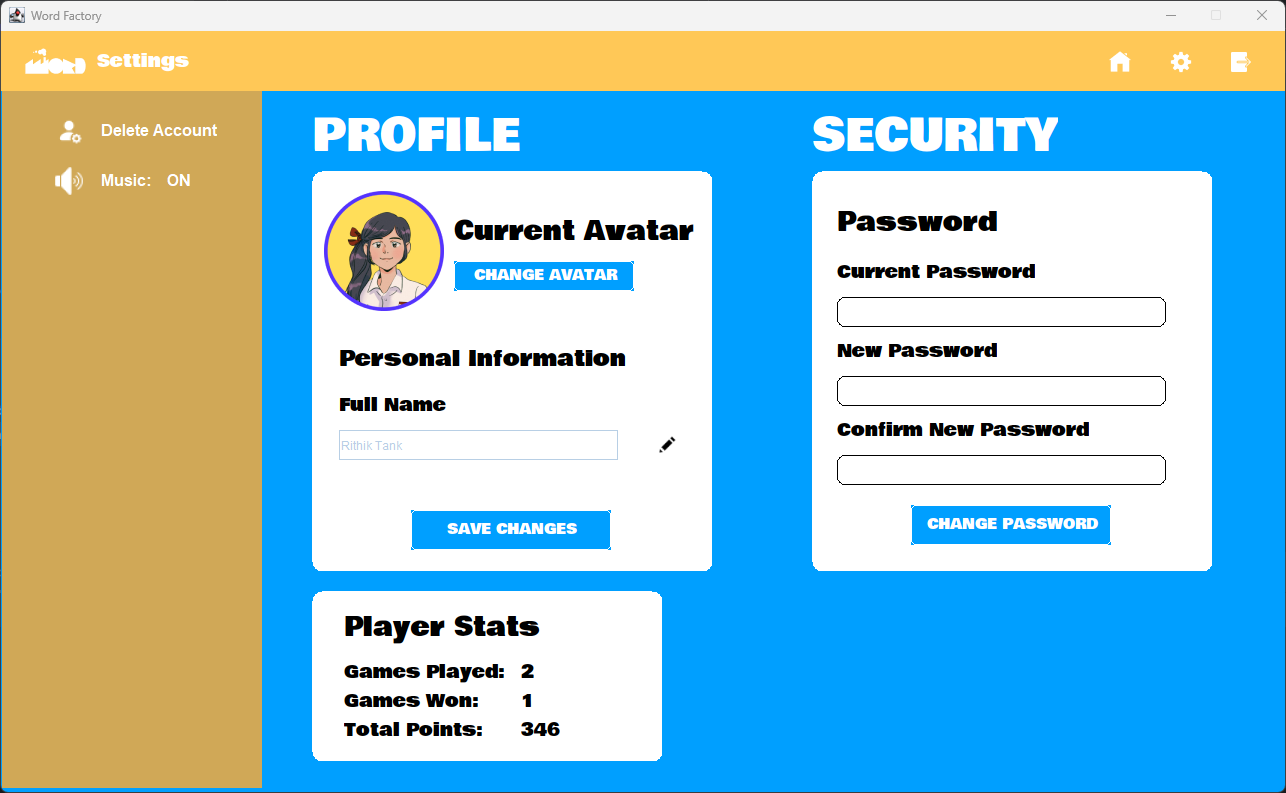 Word Factory
WORD
Settings
Delete Account
Music: ON
PROFILE
Current Avatar
CHANGE AVATAR
Personal Information
Full Name
Rithik Tank
SAVE CHANGES
Player Stats
Games Played: 2
Games Won: 1
Total Points: 346
SECURITY
Password
Current Password
New Password
Confirm New Password
CHANGE PASSWORD